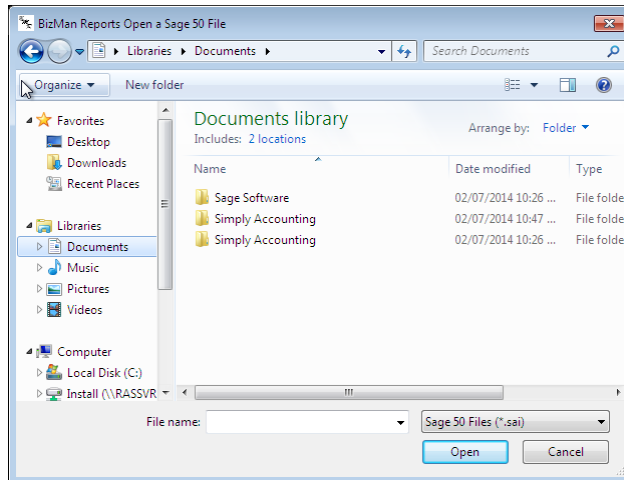 BizMan Reports Open a Sage 50 File
Libraries Documents Search Documents
Organize New folder
Favorites
Desktop
Downloads
Recent Places
Libraries
Documents
Music
Pictures
Videos
Computer
Local Disk (C:)
Install (\\RASSVR
Documents library
Includes: 2 locations
Arrange by: Folder
Name Date modified Type
Sage Software 02/07/2014 10:26 ... File folde
Simply Accounting 02/07/2014 10:47 ... File folde
Simply Accounting 02/07/2014 10:26 ... File folde
File name: Sage 50 Files (*.sai)
Open Cancel